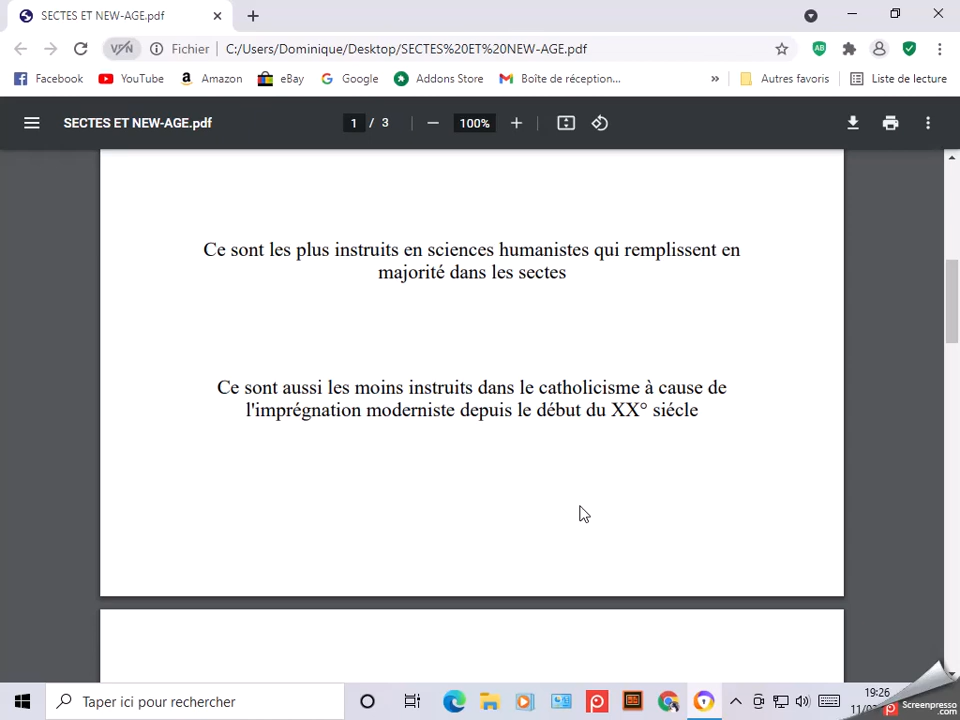 SECTES ET NEW-AGE.pdf
VPN
Fichier
C:/Users/Dominique/Desktop/SECTES%20ET%20NEW-AGE.pdf
AB
Facebook
YouTube
Amazon
eBay
Google
Addons Store
Boîte de réception...
»
Autres favoris
Liste de lecture
SECTES ET NEW-AGE.pdf
1 / 3
100%
Ce sont les plus instruits en sciences humanistes qui remplissent en
majorité dans les sectes
Ce sont aussi les moins instruits dans le catholicisme à cause de
l'imprégnation moderniste depuis le début du XX° siécle
Taper ici pour rechercher
19:26
Screenpresso
.com